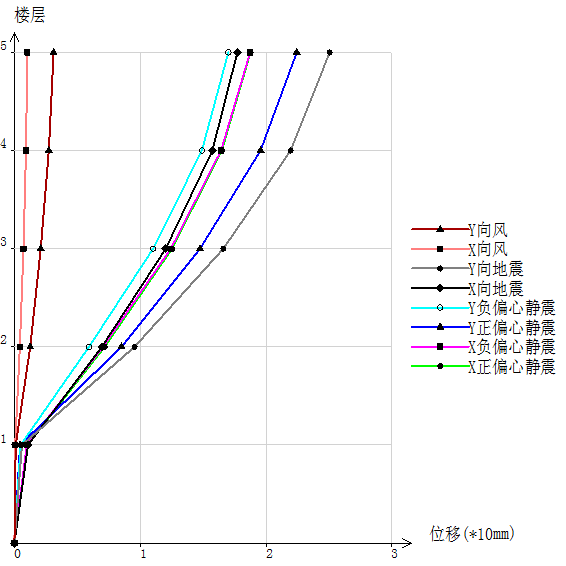 楼层
5
4
3
2
1
Y向风
X向风
Y向地震
X向地震
Y负偏心静震
Y正偏心静震
X负偏心静震
X正偏心静震
0 1 2 3
位移(*10mm)